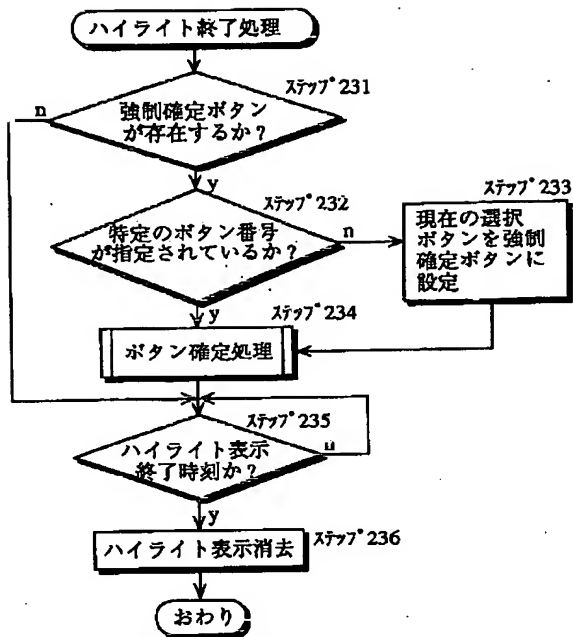 ハイライト終了処理
ステップ231
強制確定ボタン
が存在するか？
n
y
ステップ232
特定のボタン番号
が指定されているか？
n
y
ステップ233
現在の選択
ボタンを強制
確定ボタンに
設定
ステップ234
ボタン確定処理
ステップ235
ハイライト表示
終了時刻か？
n
y
ハイライト表示消去
ステップ236
おわり